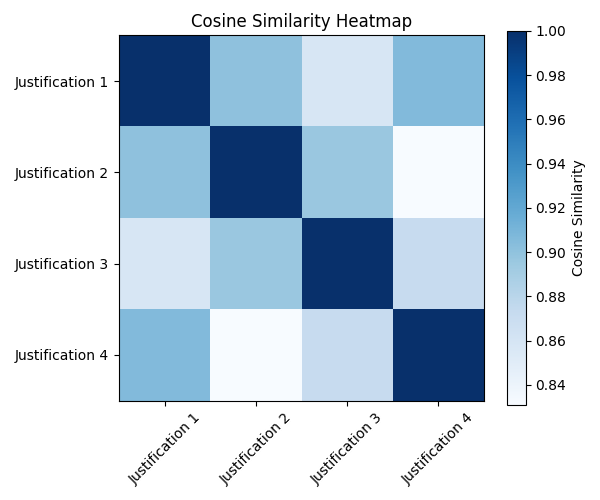 Cosine Similarity Heatmap
Justification 1
Justification 2
Justification 3
Justification 4
Justification 1
Justification 2
Justification 3
Justification 4
1.00
0.98
0.96
0.94
0.92
0.90
0.88
0.86
0.84
Cosine Similarity